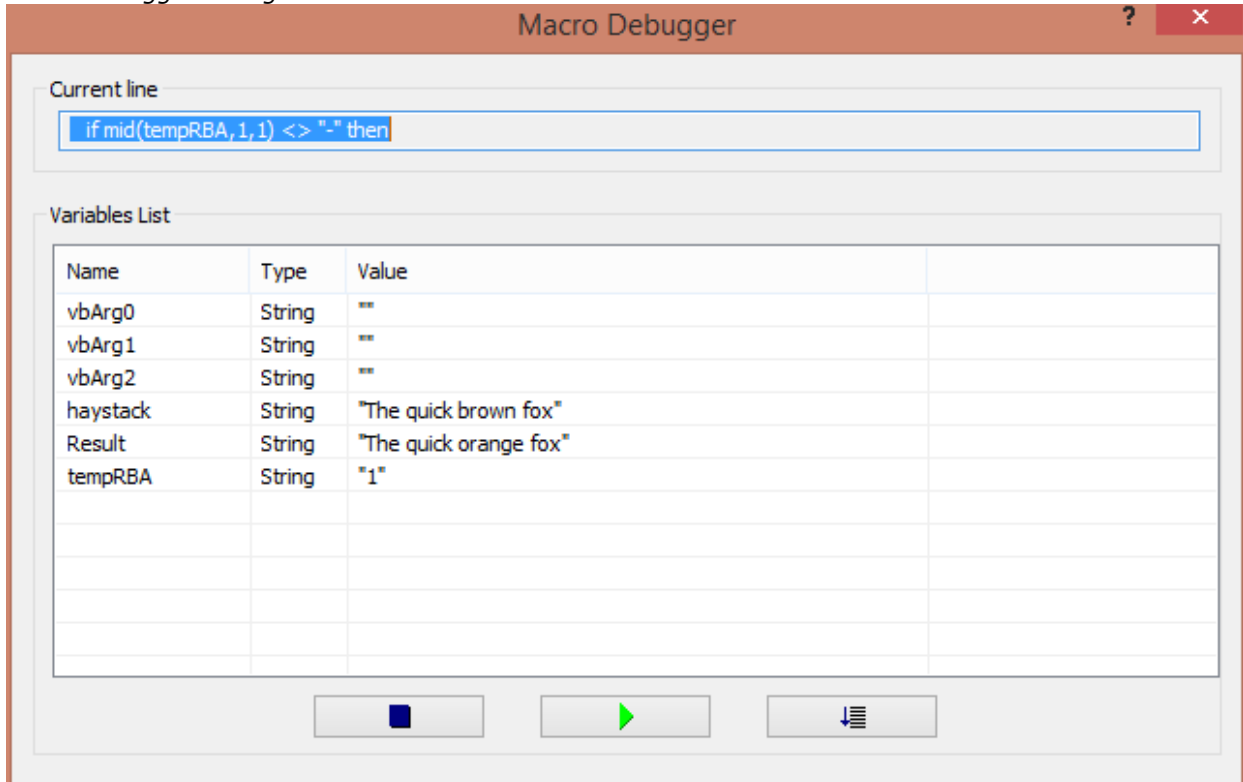 Macro Debugger
?
Current line
if mid(tempRBA,1,1) <> "-" then
Variables List
Name Type Value
vbArg0 String ""
vbArg1 String ""
vbArg2 String ""
haystack String "The quick brown fox"
Result String "The quick orange fox"
tempRBA String "1"